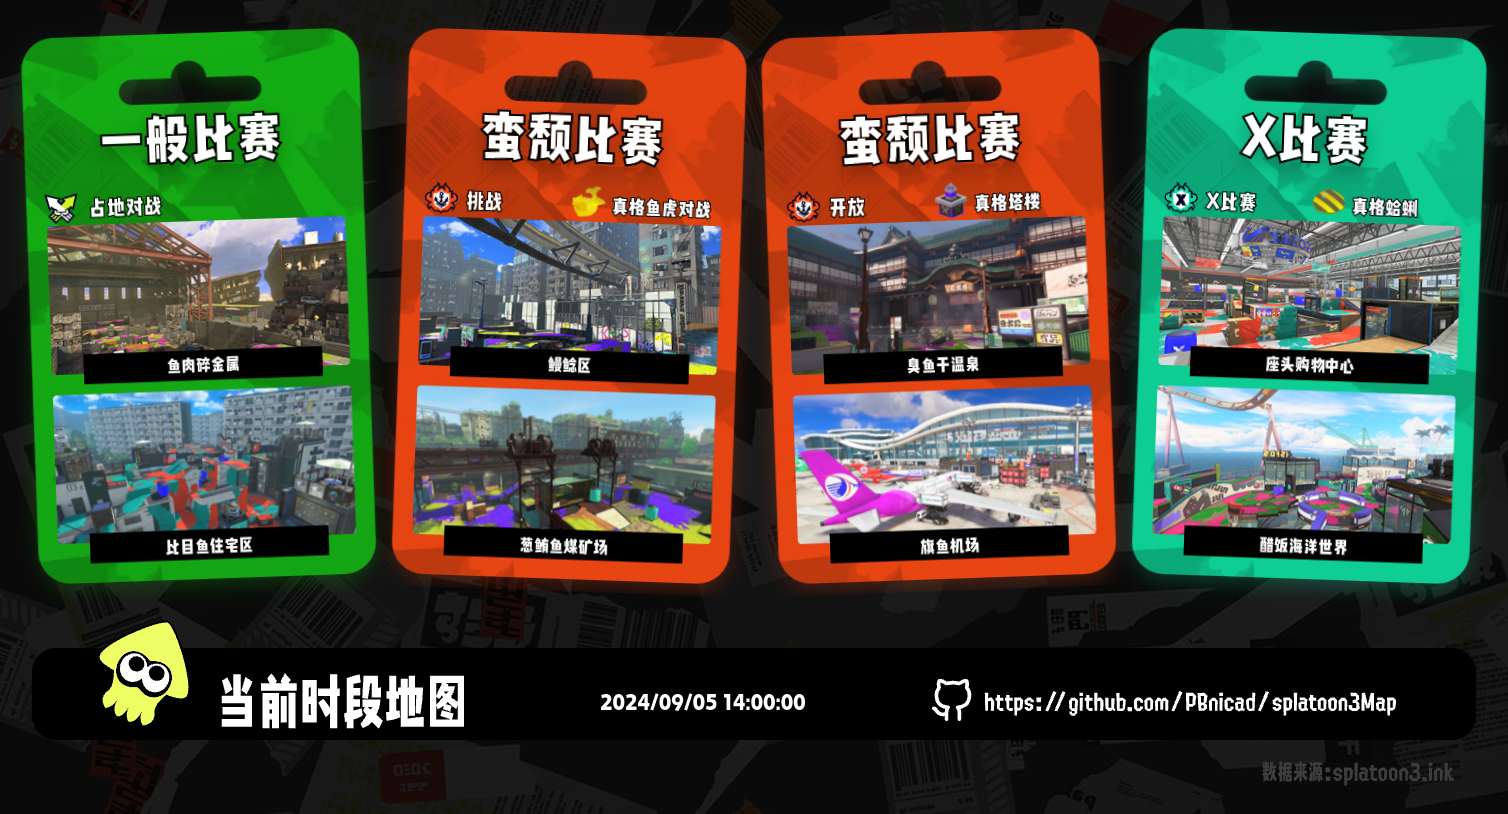 一般比赛
占地对战
鱼肉碎金属
比目鱼住宅区
蛮颓比赛
挑战
真格鱼虎对战
鳗鲶区
葱鲔鱼煤矿场
蛮颓比赛
开放
真格塔楼
臭鱼干温泉
旗鱼机场
X比赛
X比赛
真格蛤蜊
座头购物中心
醋饭海洋世界
当前时段地图
2024/09/05 14:00:00
https://github.com/PBnicad/splatoon3Map
数据来源:splatoon3.ink